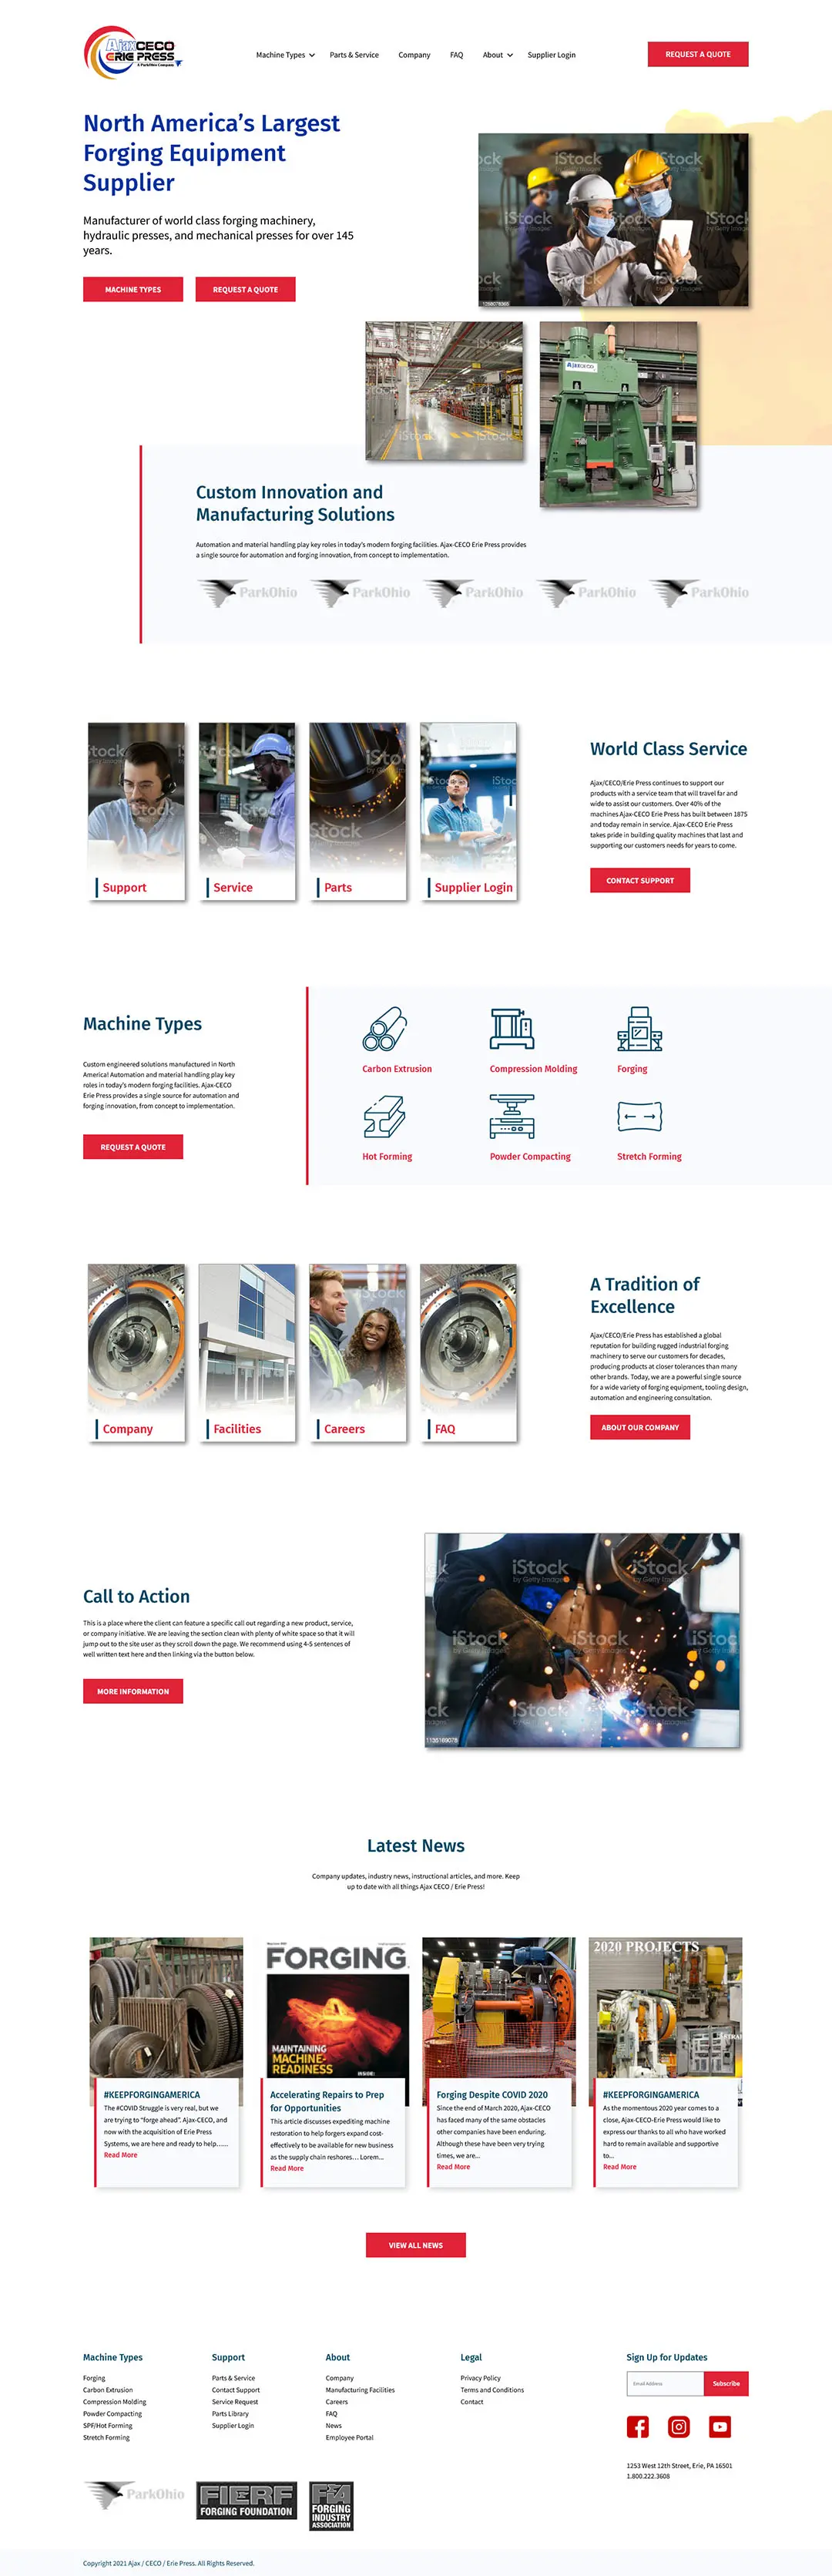 AjaxCECO
ERIE PRESS
A ParkOhio Company
Machine Types
Parts & Service
Company
FAQ
About
Supplier Login
REQUEST A QUOTE
North America's Largest
Forging Equipment
Supplier
Manufacturer of world class forging machinery,
hydraulic presses, and mechanical presses for over 145
years.
MACHINE TYPES
REQUEST A QUOTE
iStock
by Getty Images
Custom Innovation and
Manufacturing Solutions
Automation and material handling play key roles in today's modern forging facilities. Ajax-CECO Erie Press provides
a single source for automation and forging innovation, from concept to implementation.
ParkOhio
ParkOhio
ParkOhio
ParkOhio
ParkOhio
Support
Service
Parts
Supplier Login
World Class Service
Ajax/CECO/Erie Press continues to support our
products with a service team that will travel far and
wide to assist our customers. Over 40% of the
machines Ajax-CECO Erie Press has built between 1875
and today remain in service. Ajax-CECO Erie Press
takes pride in building quality machines that last and
supporting our customers needs for years to come.
CONTACT SUPPORT
Machine Types
Custom engineered solutions manufactured in North
America! Automation and material handling play key
roles in today's modern forging facilities. Ajax-CECO
Erie Press provides a single source for automation and
forging innovation, from concept to implementation.
REQUEST A QUOTE
Carbon Extrusion
Compression Molding
Forging
Hot Forming
Powder Compacting
Stretch Forming
Company
Facilities
Careers
FAQ
A Tradition of
Excellence
Ajax/CECO/Erie Press has established a global
reputation for building rugged industrial forging
machinery to serve our customers for decades,
producing products at closer tolerances than many
other brands. Today, we are a powerful single source
for a wide variety of forging equipment, tooling design,
automation and engineering consultation.
ABOUT OUR COMPANY
Call to Action
This is a place where the client can feature a specific call out regarding a new product, service,
or company initiative. We are leaving the section clean with plenty of white space so that it will
jump out to the site user as they scroll down the page. We recommend using 4-5 sentences of
well written text here and then linking via the button below.
MORE INFORMATION
iStock
by Getty Images
Latest News
Company updates, industry news, instructional articles, and more. Keep
up to date with all things Ajax CECO / Erie Press!
#KEEPFORGINGAMERICA
The #COVID Struggle is very real, but we
are trying to "forge ahead". Ajax-CECO, and
now with the acquisition of Erie Press
Systems, we are here and ready to help......
Read More
FORGING
MAINTAINING
MACHINE-
READINESS
INSIDE:
Accelerating Repairs to Prep
for Opportunities
This article discusses expediting machine
restoration to help forgers expand cost-
effectively to be available for new business
as the supply chain reshores... Lorem...
Read More
Forging Despite COVID 2020
Since the end of March 2020, Ajax-CECO
has faced many of the same obstacles
other companies have been enduring.
Although these have been very trying
times, we are...
Read More
2020 PROJECTS
#KEEPFORGINGAMERICA
As the momentous 2020 year comes to a
close, Ajax-CECO-Erie Press would like to
express our thanks to all who have worked
hard to remain available and supportive
to...
Read More
VIEW ALL NEWS
Machine Types
Forging
Carbon Extrusion
Compression Molding
Powder Compacting
SPF/Hot Forming
Stretch Forming
Support
Parts & Service
Contact Support
Service Request
Parts Library
Supplier Login
About
Company
Manufacturing Facilities
Careers
FAQ
News
Employee Portal
Legal
Privacy Policy
Terms and Conditions
Contact
Sign Up for Updates
Email Address
Subscribe
1253 West 12th Street, Erie, PA 16501
1.800.222.3608
ParkOhio
FIERF
FORGING FOUNDATION
FIA
FORGING
INDUSTRY
ASSOCIATION
Copyright 2021 Ajax / CECO / Erie Press. All Rights Reserved.